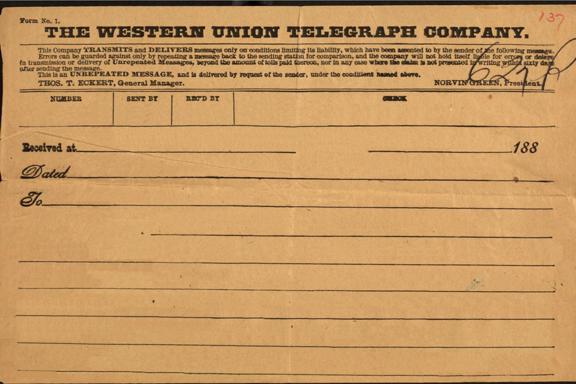 Form No. 1.
137
THE WESTERN UNION TELEGRAPH COMPANY.
This Company TRANSMITS and DELIVERS messages only on conditions limiting its liability, which have been assented to by the sender of the following message.
Errors can be guarded against only by repeating a message back to the sending station for comparison, and the company will not hold itself liable for errors or delays
in transmission or delivery of Unrepeated Messages, beyond the amount of tolls paid thereon, nor in any case where the claim is not presented in writing within sixty days
after sending the message.
This is an UNREPEATED MESSAGE, and is delivered by request of the sender, under the conditions named above.
THOS. T. ECKERT, General Manager. NORVIN GREEN, President.
NUMBER SENT BY REC'D BY CHECK
Received at 188
Dated
To